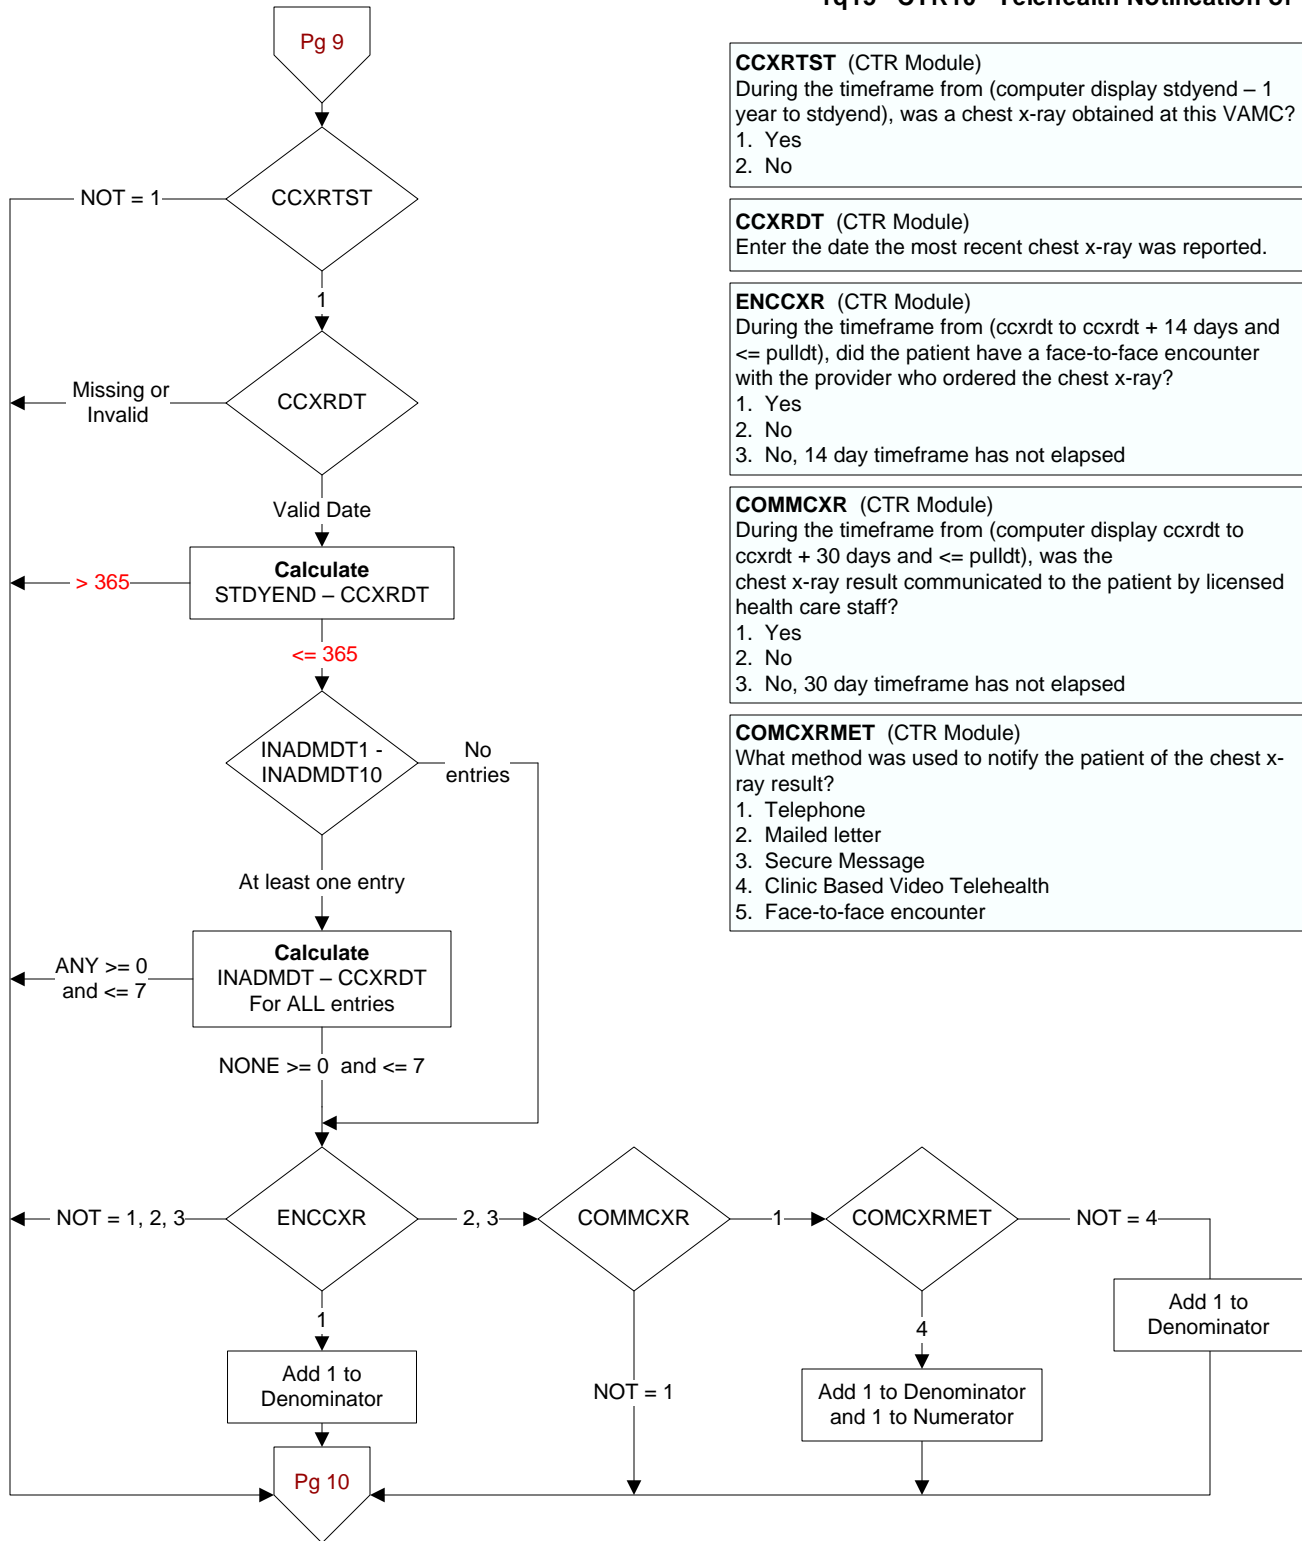 1q15 - CTR10 - Telehealth Notification of
Pg 9
CCXRTST
NOT = 1
1
CCXRDT
Missing or
Invalid
Valid Date
Calculate
STDYEND – CCXRDT
> 365
<= 365
INADMDT1 -
INADMDT10
No
entries
At least one entry
Calculate
INADMDT – CCXRDT
For ALL entries
ANY >= 0
and <= 7
NONE >= 0 and <= 7
NOT = 1, 2, 3
ENCCXR
2, 3
COMMCXR
1
COMCXRMET
NOT = 4
1
Add 1 to
Denominator
NOT = 1
4
Add 1 to Denominator
and 1 to Numerator
Add 1 to
Denominator
Pg 10
CCXRTST (CTR Module)
During the timeframe from (computer display stdyend – 1
year to stdyend), was a chest x-ray obtained at this VAMC?
1. Yes
2. No
CCXRDT (CTR Module)
Enter the date the most recent chest x-ray was reported.
ENCCXR (CTR Module)
During the timeframe from (ccxrdt to ccxrdt + 14 days and
<= pulldt), did the patient have a face-to-face encounter
with the provider who ordered the chest x-ray?
1. Yes
2. No
3. No, 14 day timeframe has not elapsed
COMMCXR (CTR Module)
During the timeframe from (computer display ccxrdt to
ccxrdt + 30 days and <= pulldt), was the
chest x-ray result communicated to the patient by licensed
health care staff?
1. Yes
2. No
3. No, 30 day timeframe has not elapsed
COMCXRMET (CTR Module)
What method was used to notify the patient of the chest x-
ray result?
1. Telephone
2. Mailed letter
3. Secure Message
4. Clinic Based Video Telehealth
5. Face-to-face encounter